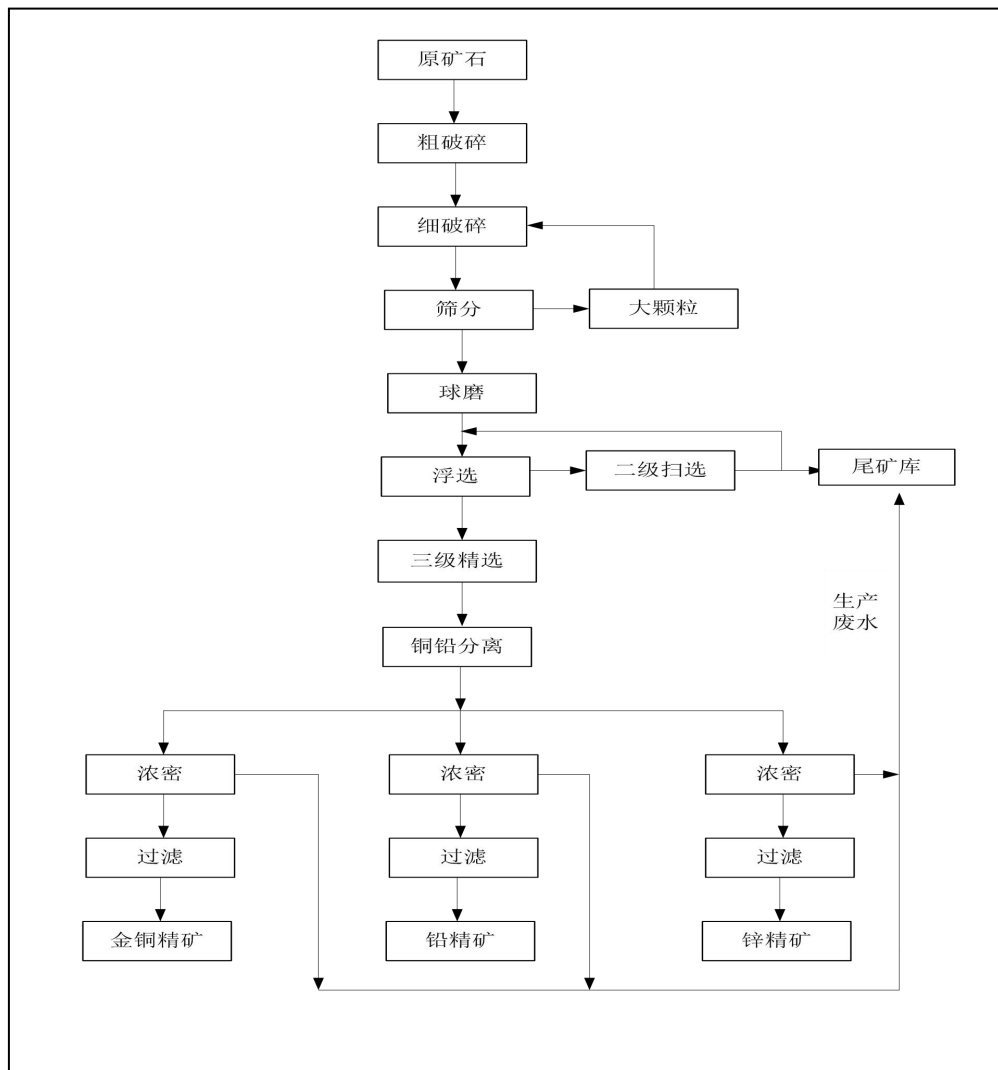 原矿石
粗破碎
细破碎
筛分
大颗粒
球磨
浮选
二级扫选
尾矿库
三级精选
生产
废水
铜铅分离
浓密
浓密
浓密
过滤
过滤
过滤
金铜精矿
铅精矿
锌精矿